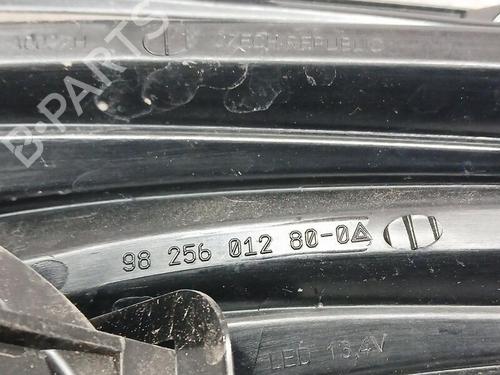 CZECH REPUBLIC
B-PARTS
98 256 012 80-0
LED 13,4V